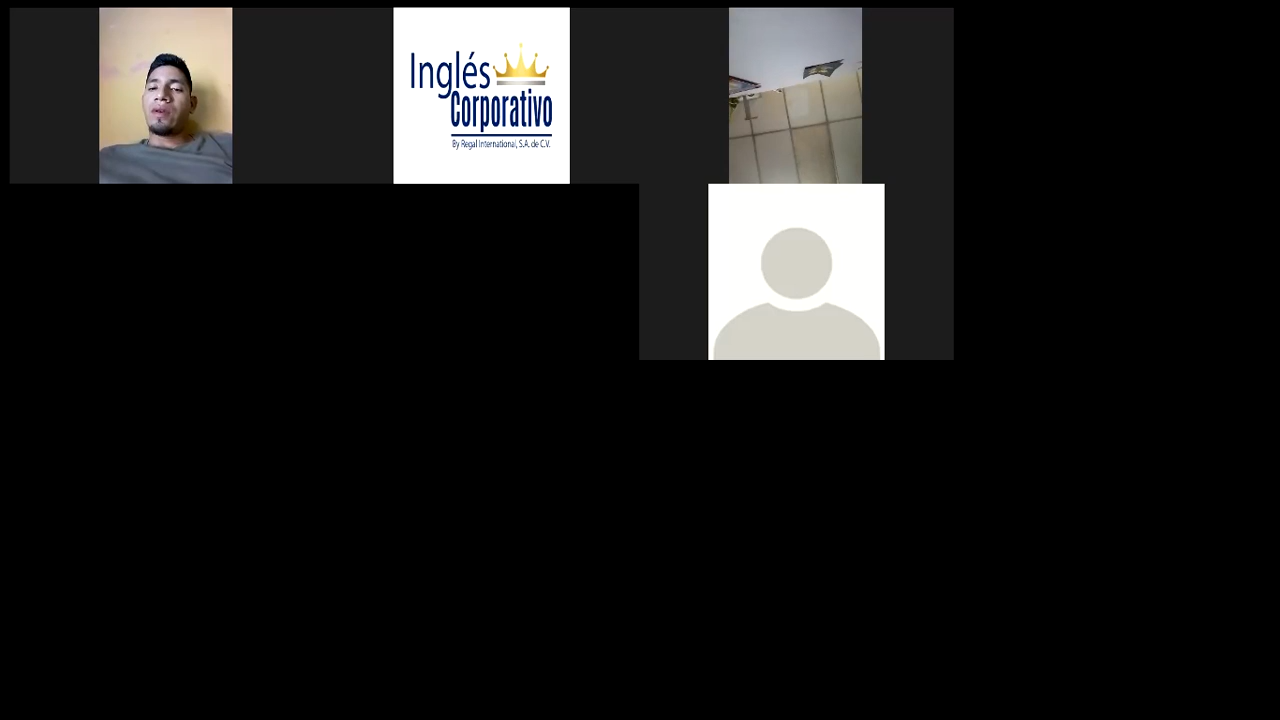 Inglés
Corporativo
By Regal International, S.A. de C.V.